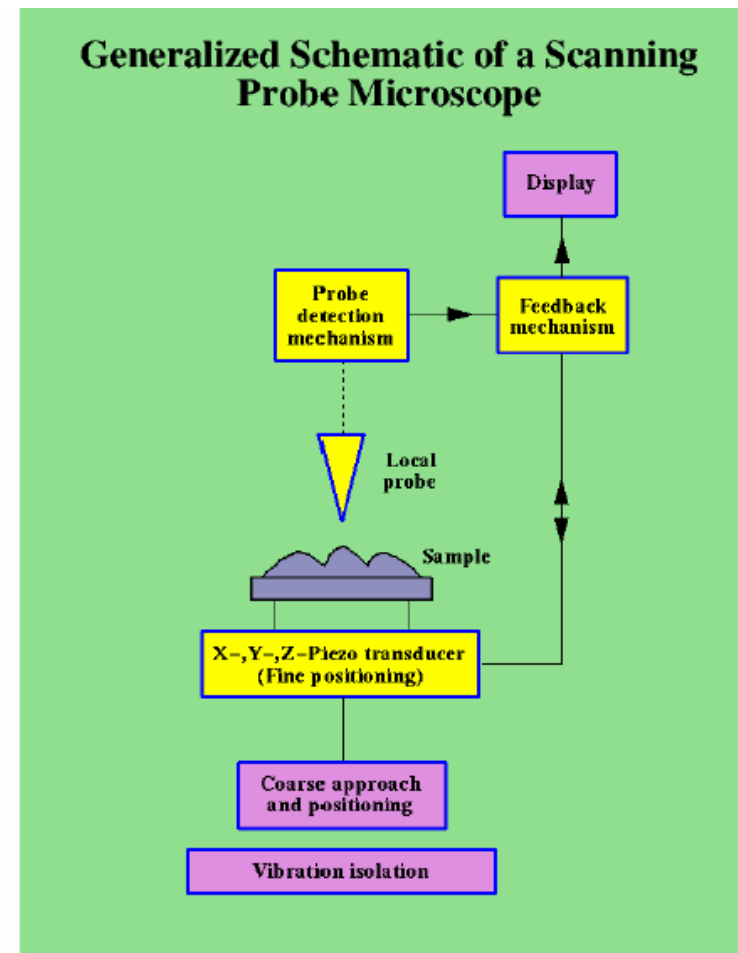 Generalized Schematic of a Scanning
Probe Microscope
Display
Probe
detection
mechanism
Feedback
mechanism
Local
probe
Sample
X-,Y-,Z-Piezo transducer
(Fine positioning)
Coarse approach
and positioning
Vibration isolation